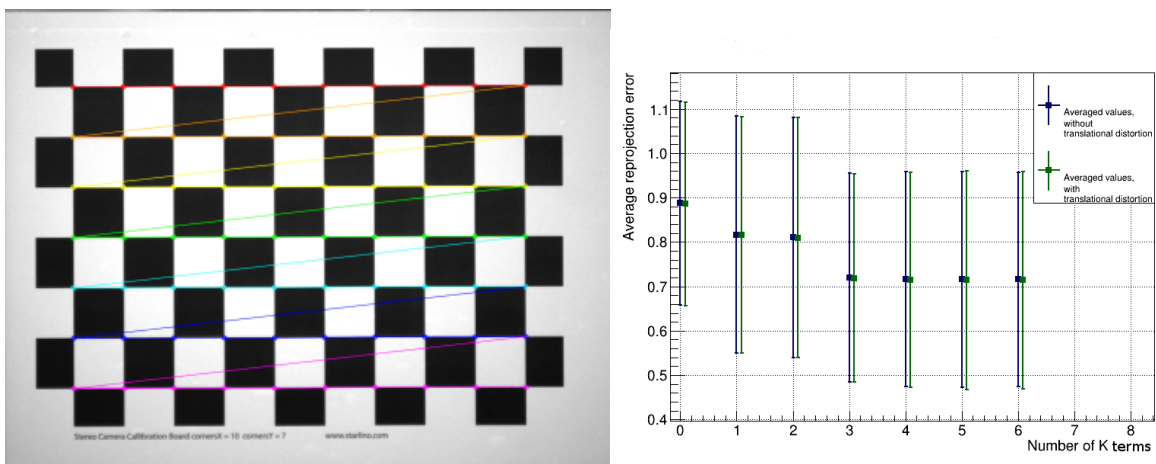 Stereo Camera Callibration Board cornersX = 10 cornersY = 7 www.starlino.com
Average reprojection error
1.1
1.0
0.9
0.8
0.7
0.6
0.5
0.4
0 1 2 3 4 5 6 7 8
Number of K terms
Averaged values,
without
translational distortion
Averaged values,
with
translational distortion